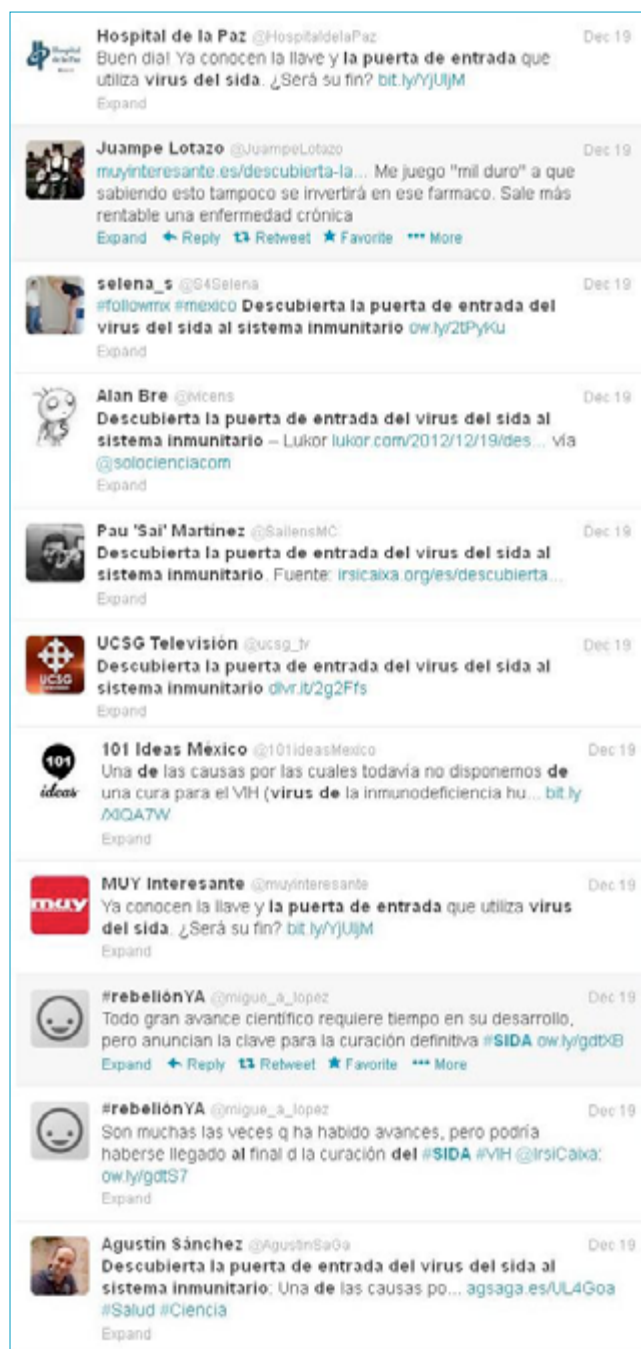 Hospital de la Paz @HospitaldelaPaz Dec 19
Buen dia! Ya conocen la llave y la puerta de entrada que
utiliza virus del sida. ¿Será su fin? bit.ly/YjUljM
Expand
Juampe Lotazo @JuampeLotazo Dec 19
muyinteresante.es/descubierta-la... Me juego "mil duro" a que
sabiendo esto tampoco se invertirá en ese farmaco. Sale más
rentable una enfermedad crónica
Expand Reply Retweet Favorite More
selena_s @S4Selena Dec 19
#followmx #mexico Descubierta la puerta de entrada del
virus del sida al sistema inmunitario ow.ly/2tPyKu
Expand
Alan Bre @ivicens Dec 19
Descubierta la puerta de entrada del virus del sida al
sistema inmunitario – Lukor lukor.com/2012/12/19/des... vía
@solocienciacom
Expand
Pau 'Sai' Martínez @SailensMC Dec 19
Descubierta la puerta de entrada del virus del sida al
sistema inmunitario. Fuente: irsicaixa.org/es/descubierta...
Expand
UCSG
UCSG Televisión @ucsg_tv Dec 19
Descubierta la puerta de entrada del virus del sida al
sistema inmunitario dlvr.it/2g2Ffs
Expand
101
ideas
101 Ideas México @101ideasMexico Dec 19
Una de las causas por las cuales todavía no disponemos de
una cura para el VIH (virus de la inmunodeficiencia hu... bit.ly
/XIQA7W
Expand
muy
MUY Interesante @muyinteresante Dec 19
Ya conocen la llave y la puerta de entrada que utiliza virus
del sida. ¿Será su fin? bit.ly/YjUljM
Expand
#rebeliónYA @migue_a_lopez Dec 19
Todo gran avance científico requiere tiempo en su desarrollo,
pero anuncian la clave para la curación definitiva #SIDA ow.ly/gdtXB
Expand Reply Retweet Favorite More
#rebeliónYA @migue_a_lopez Dec 19
Son muchas las veces q ha habido avances, pero podría
haberse llegado al final d la curación del #SIDA #VIH @IrsiCaixa:
ow.ly/gdtS7
Expand
Agustín Sánchez @AgustinSaGa Dec 19
Descubierta la puerta de entrada del virus del sida al
sistema inmunitario: Una de las causas po... agsaga.es/UL4Goa
#Salud #Ciencia
Expand